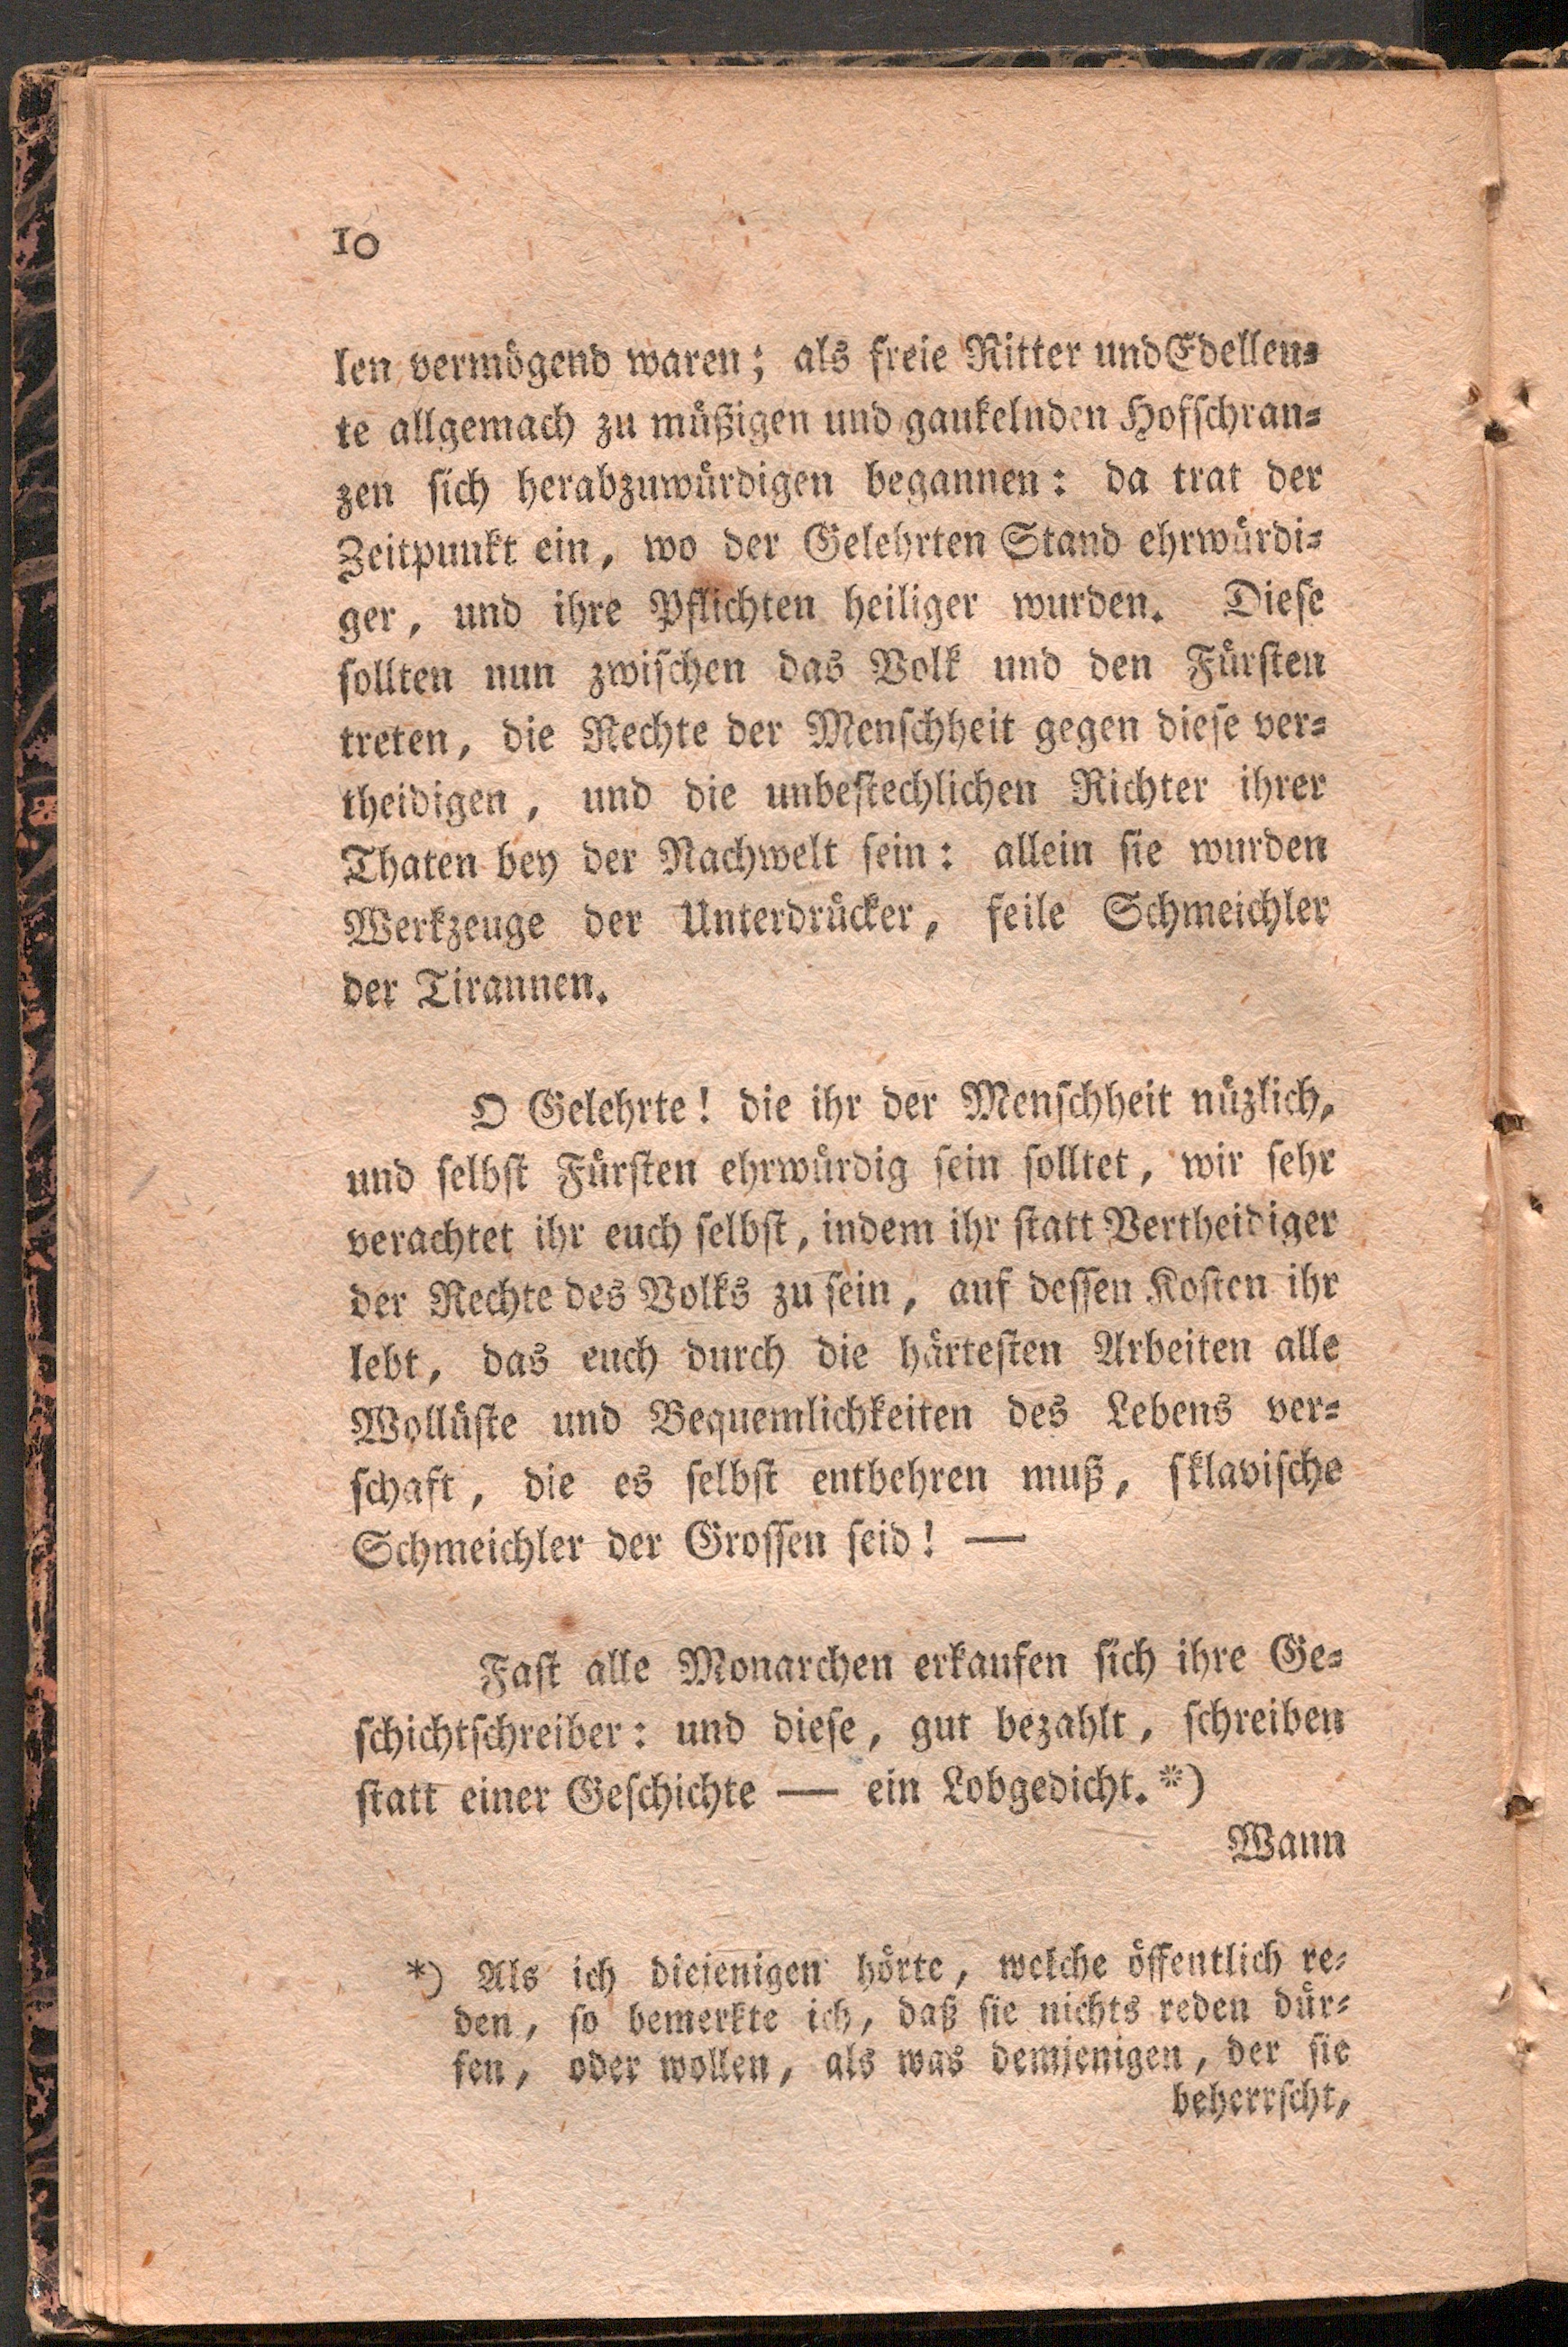 10
len vermögend waren; als freie Ritter und Edelleu-
te allgemach zu müßigen und gaukelnden Hofschran-
zen sich herabzuwürdigen begannen: da trat der
Zeitpunkt ein, wo der Gelehrten Stand ehrwürdi-
ger, und ihre Pflichten heiliger wurden. Diese
sollten nun zwischen das Volk und den Fürsten
treten, die Rechte der Menschheit gegen diese ver-
theidigen, und die unbestechlichen Richter ihrer
Thaten bey der Nachwelt sein: allein sie wurden
Werkzeuge der Unterdrücker, feile Schmeichler
der Tirannen.
O Gelehrte! die ihr der Menschheit nüzlich,
und selbst Fürsten ehrwürdig sein solltet, wir sehr
verachtet ihr euch selbst, indem ihr statt Vertheidiger
der Rechte des Volks zu sein, auf dessen Kosten ihr
lebt, das euch durch die härtesten Arbeiten alle
Wollüste und Bequemlichkeiten des Lebens ver-
schaft, die es selbst entbehren muß, sklavische
Schmeichler der Grossen seid! —
Fast alle Monarchen erkaufen sich ihre Ge-
schichtschreiber: und diese, gut bezahlt, schreiben
statt einer Geschichte — ein Lobgedicht. *)
Wann
*) Als ich diejenigen hörte, welche öffentlich re-
den, so bemerkte ich, daß sie nichts reden dür-
fen, oder wollen, als was demjenigen, der sie
beherrscht,